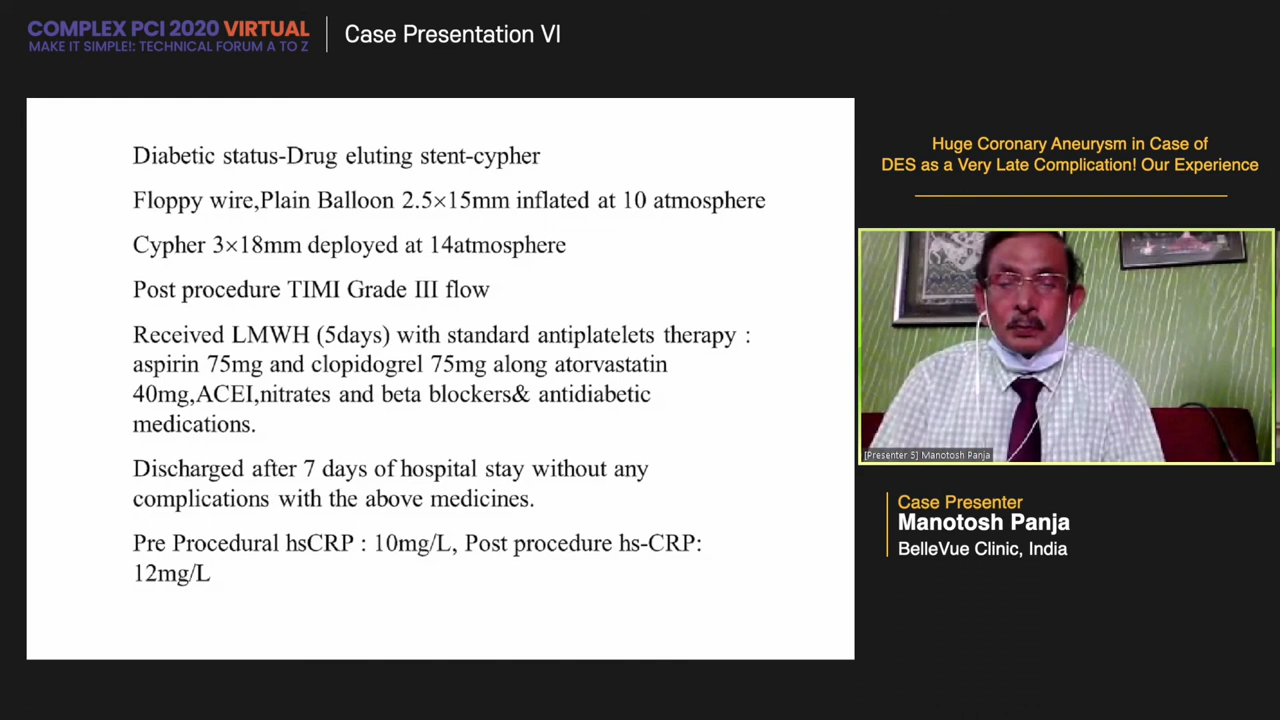 COMPLEX PCI 2020 VIRTUAL
MAKE IT SIMPLE!: TECHNICAL FORUM A TO Z
Case Presentation VI
Diabetic status-Drug eluting stent-cypher
Floppy wire,Plain Balloon 2.5×15mm inflated at 10 atmosphere
Cypher 3×18mm deployed at 14atmosphere
Post procedure TIMI Grade III flow
Received LMWH (5days) with standard antiplatelets therapy :
aspirin 75mg and clopidogrel 75mg along atorvastatin
40mg,ACEI,nitrates and beta blockers& antidiabetic
medications.
Discharged after 7 days of hospital stay without any
complications with the above medicines.
Pre Procedural hsCRP : 10mg/L, Post procedure hs-CRP:
12mg/L
Huge Coronary Aneurysm in Case of
DES as a Very Late Complication! Our Experience
[Presenter 5] Manotosh Panja
Case Presenter
Manotosh Panja
BelleVue Clinic, India